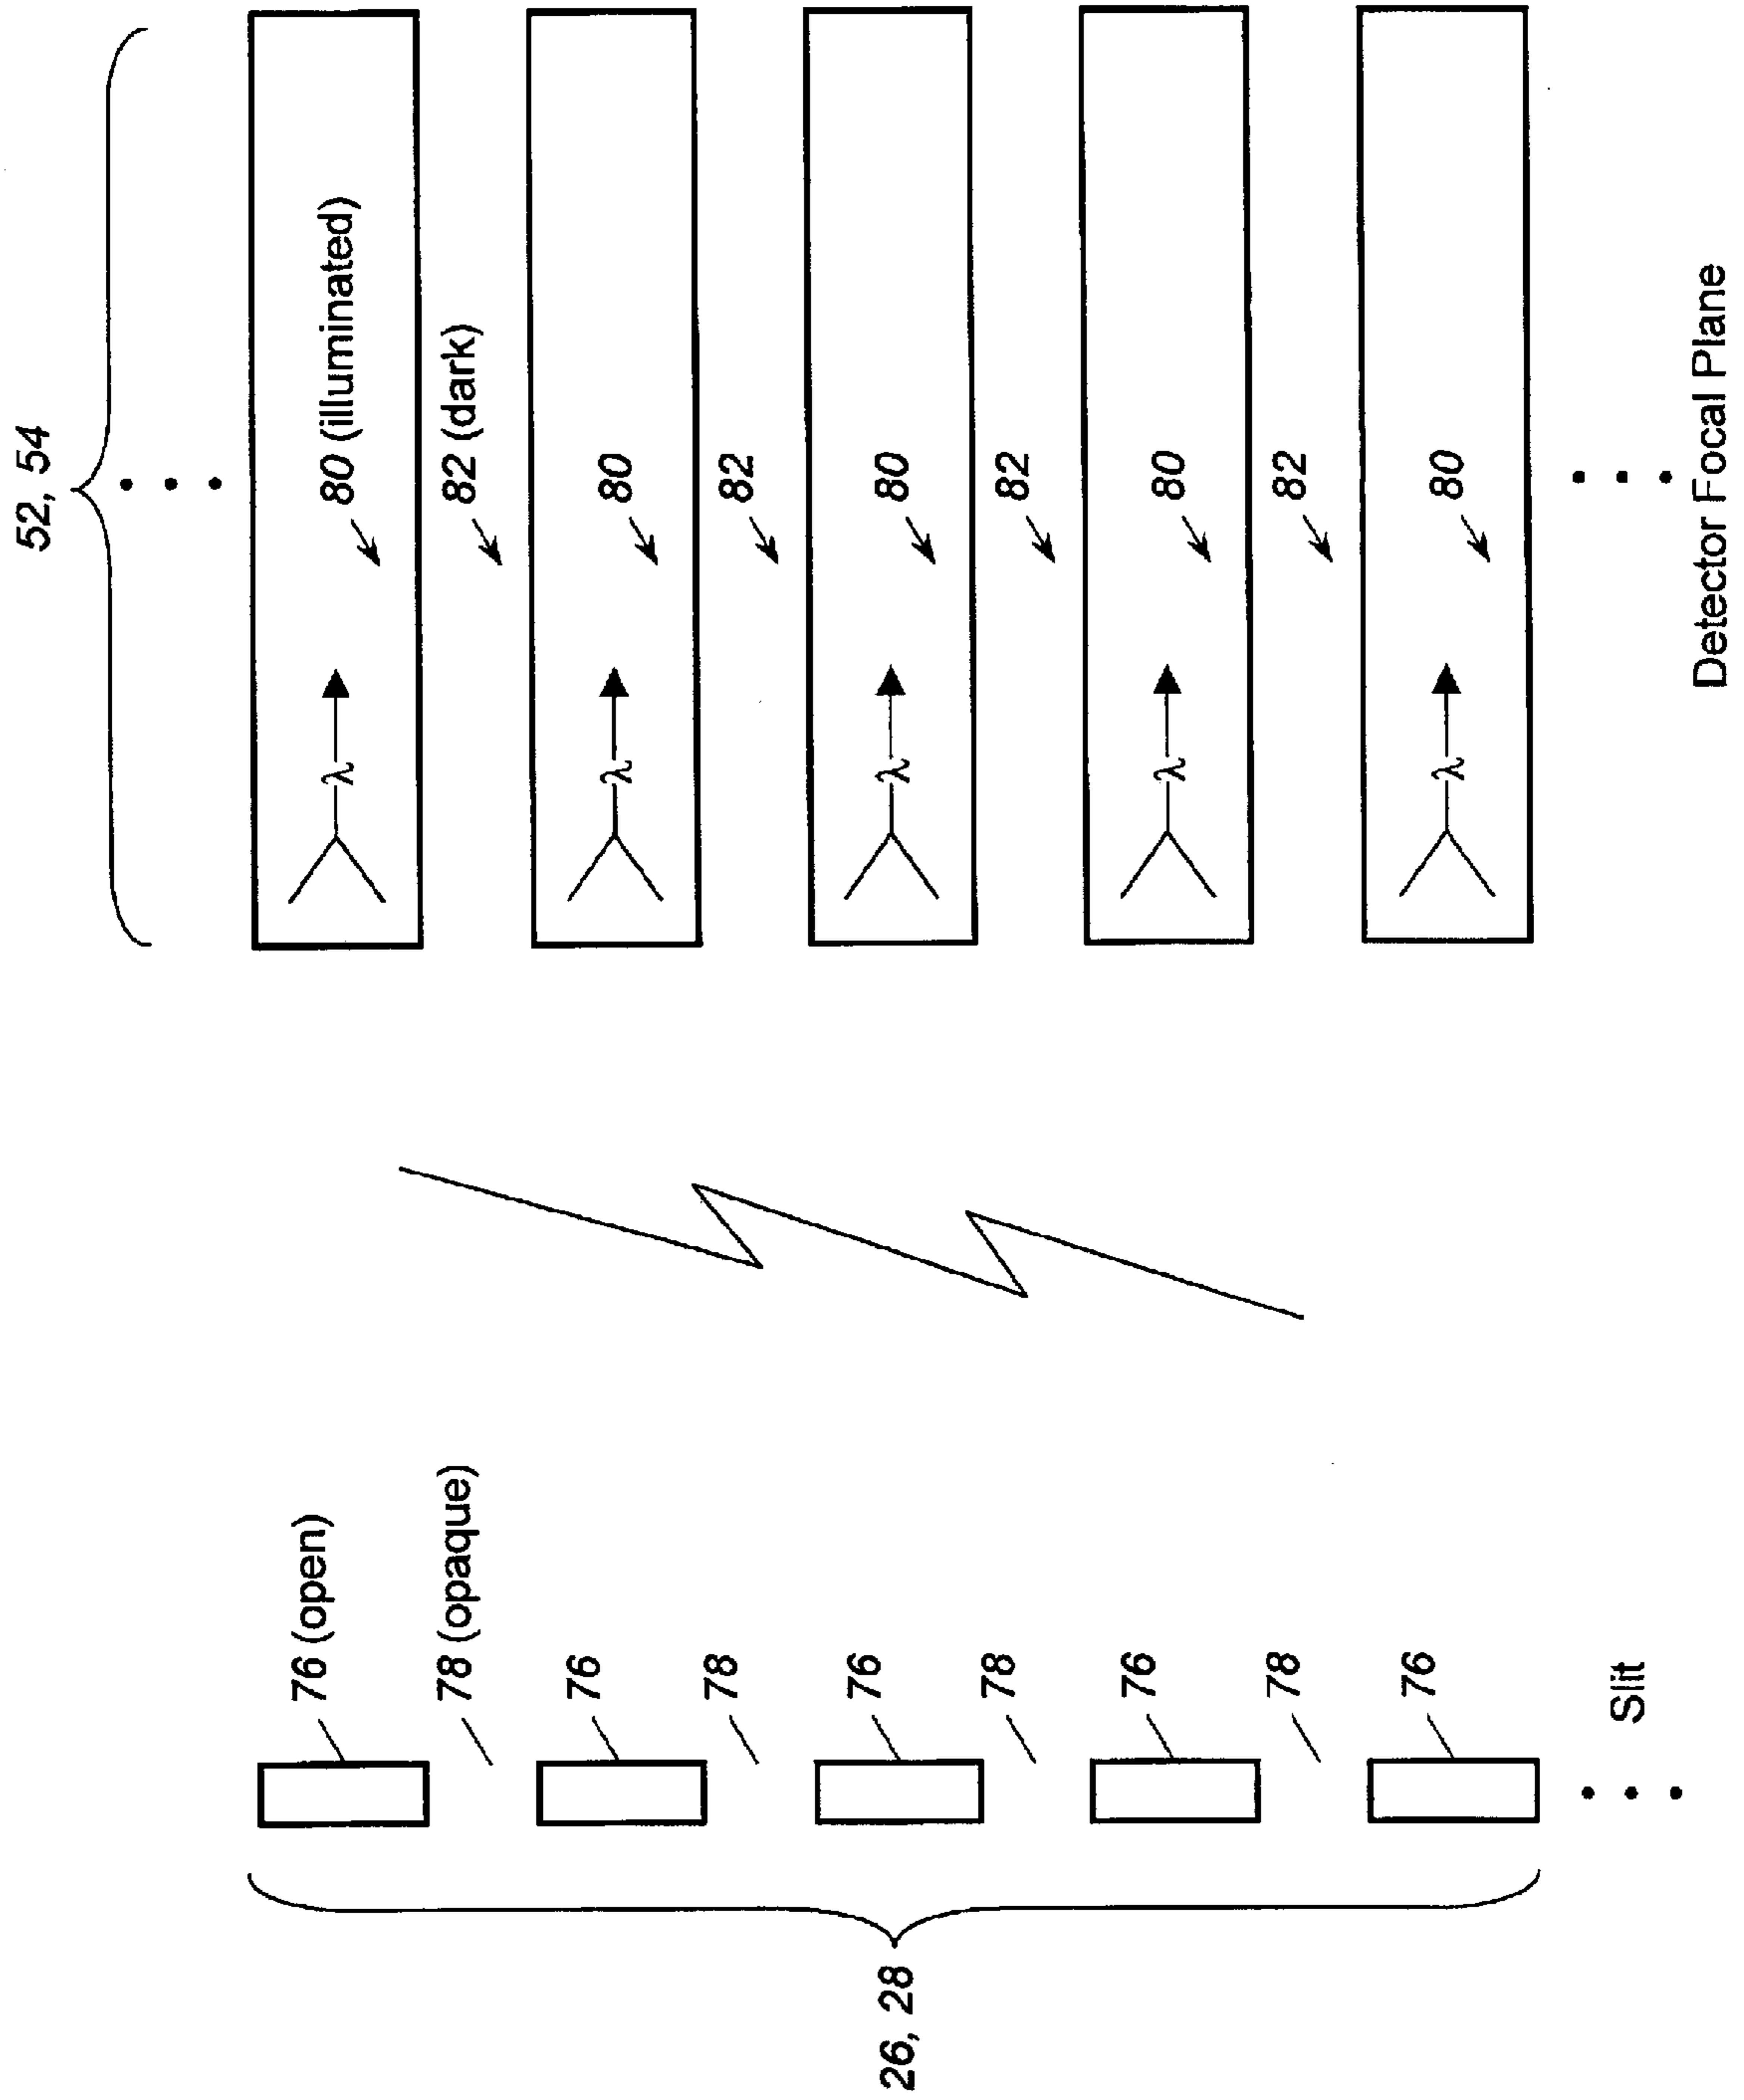 52, 54
80 (illuminated)
82 (dark)
80
82
80
82
80
82
80
Detector Focal Plane
76 (open)
78 (opaque)
76
78
76
78
76
78
76
Slit
26, 28
λ
λ
λ
λ
λ